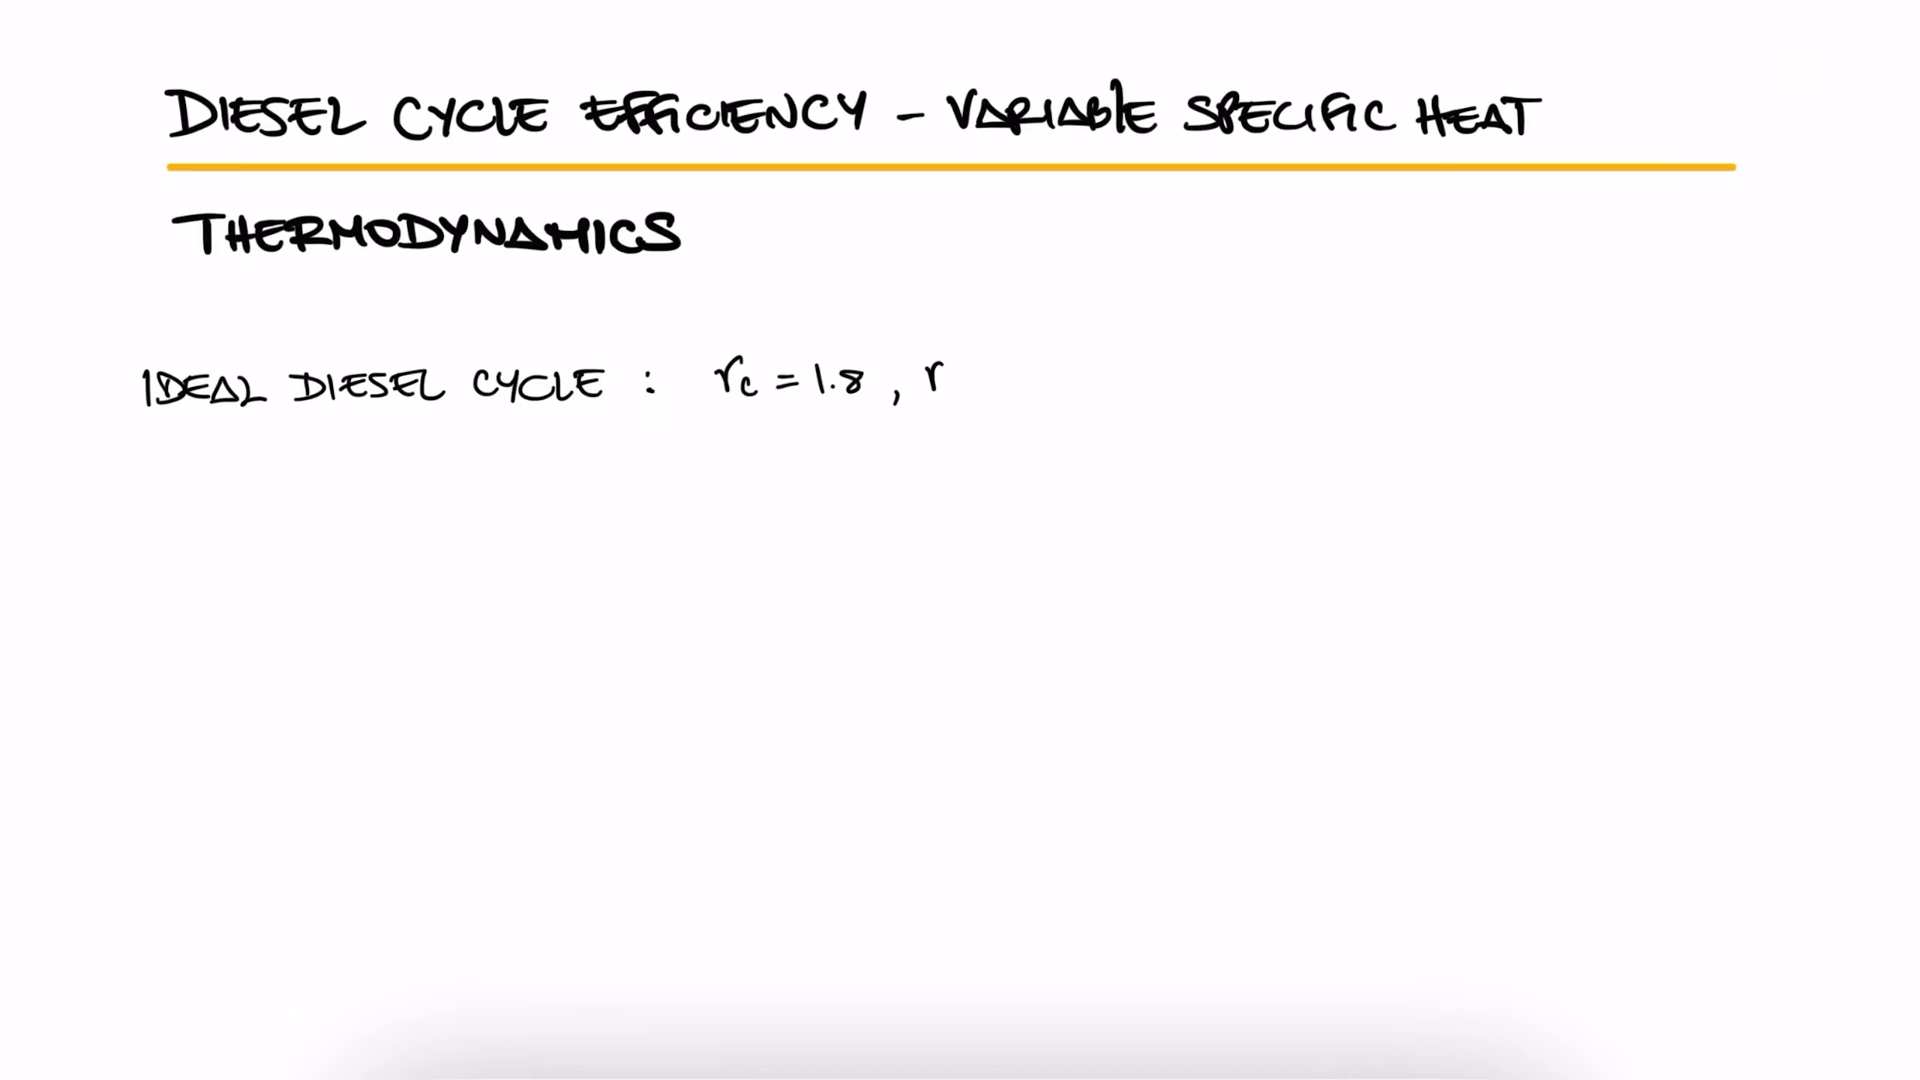 DIESEL CYCLE EFFICIENCY - VARIABLE SPECIFIC HEAT
THERMODYNAMICS
IDEAL DIESEL CYCLE : rc = 1.8 , r